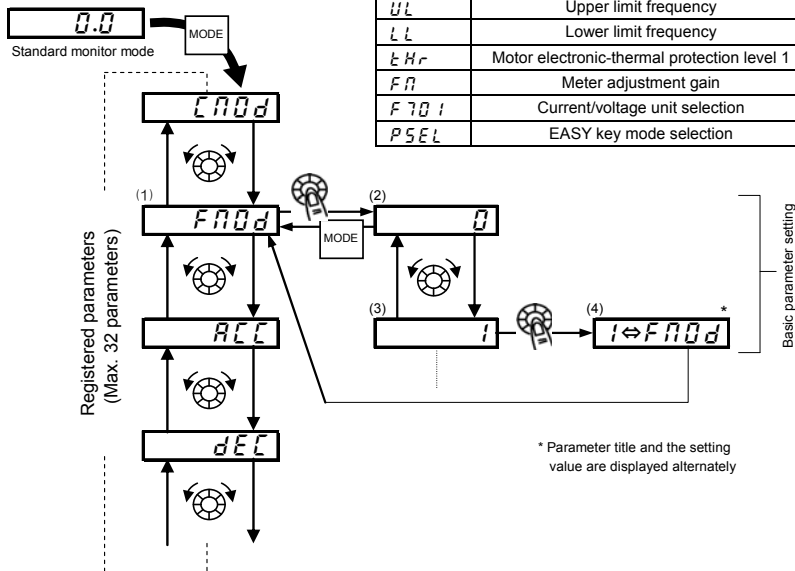 0.0
Standard monitor mode
MODE
UL Upper limit frequency
LL Lower limit frequency
tHr Motor electronic-thermal protection level 1
FM Meter adjustment gain
F701 Current/voltage unit selection
PSEL EASY key mode selection
CMOd
(1)
FMOd
MODE
(2)
0
(3)
1
(4)
1⇔FMOd
*
ACC
dEC
Registered parameters
(Max. 32 parameters)
Basic parameter setting
* Parameter title and the setting
value are displayed alternately